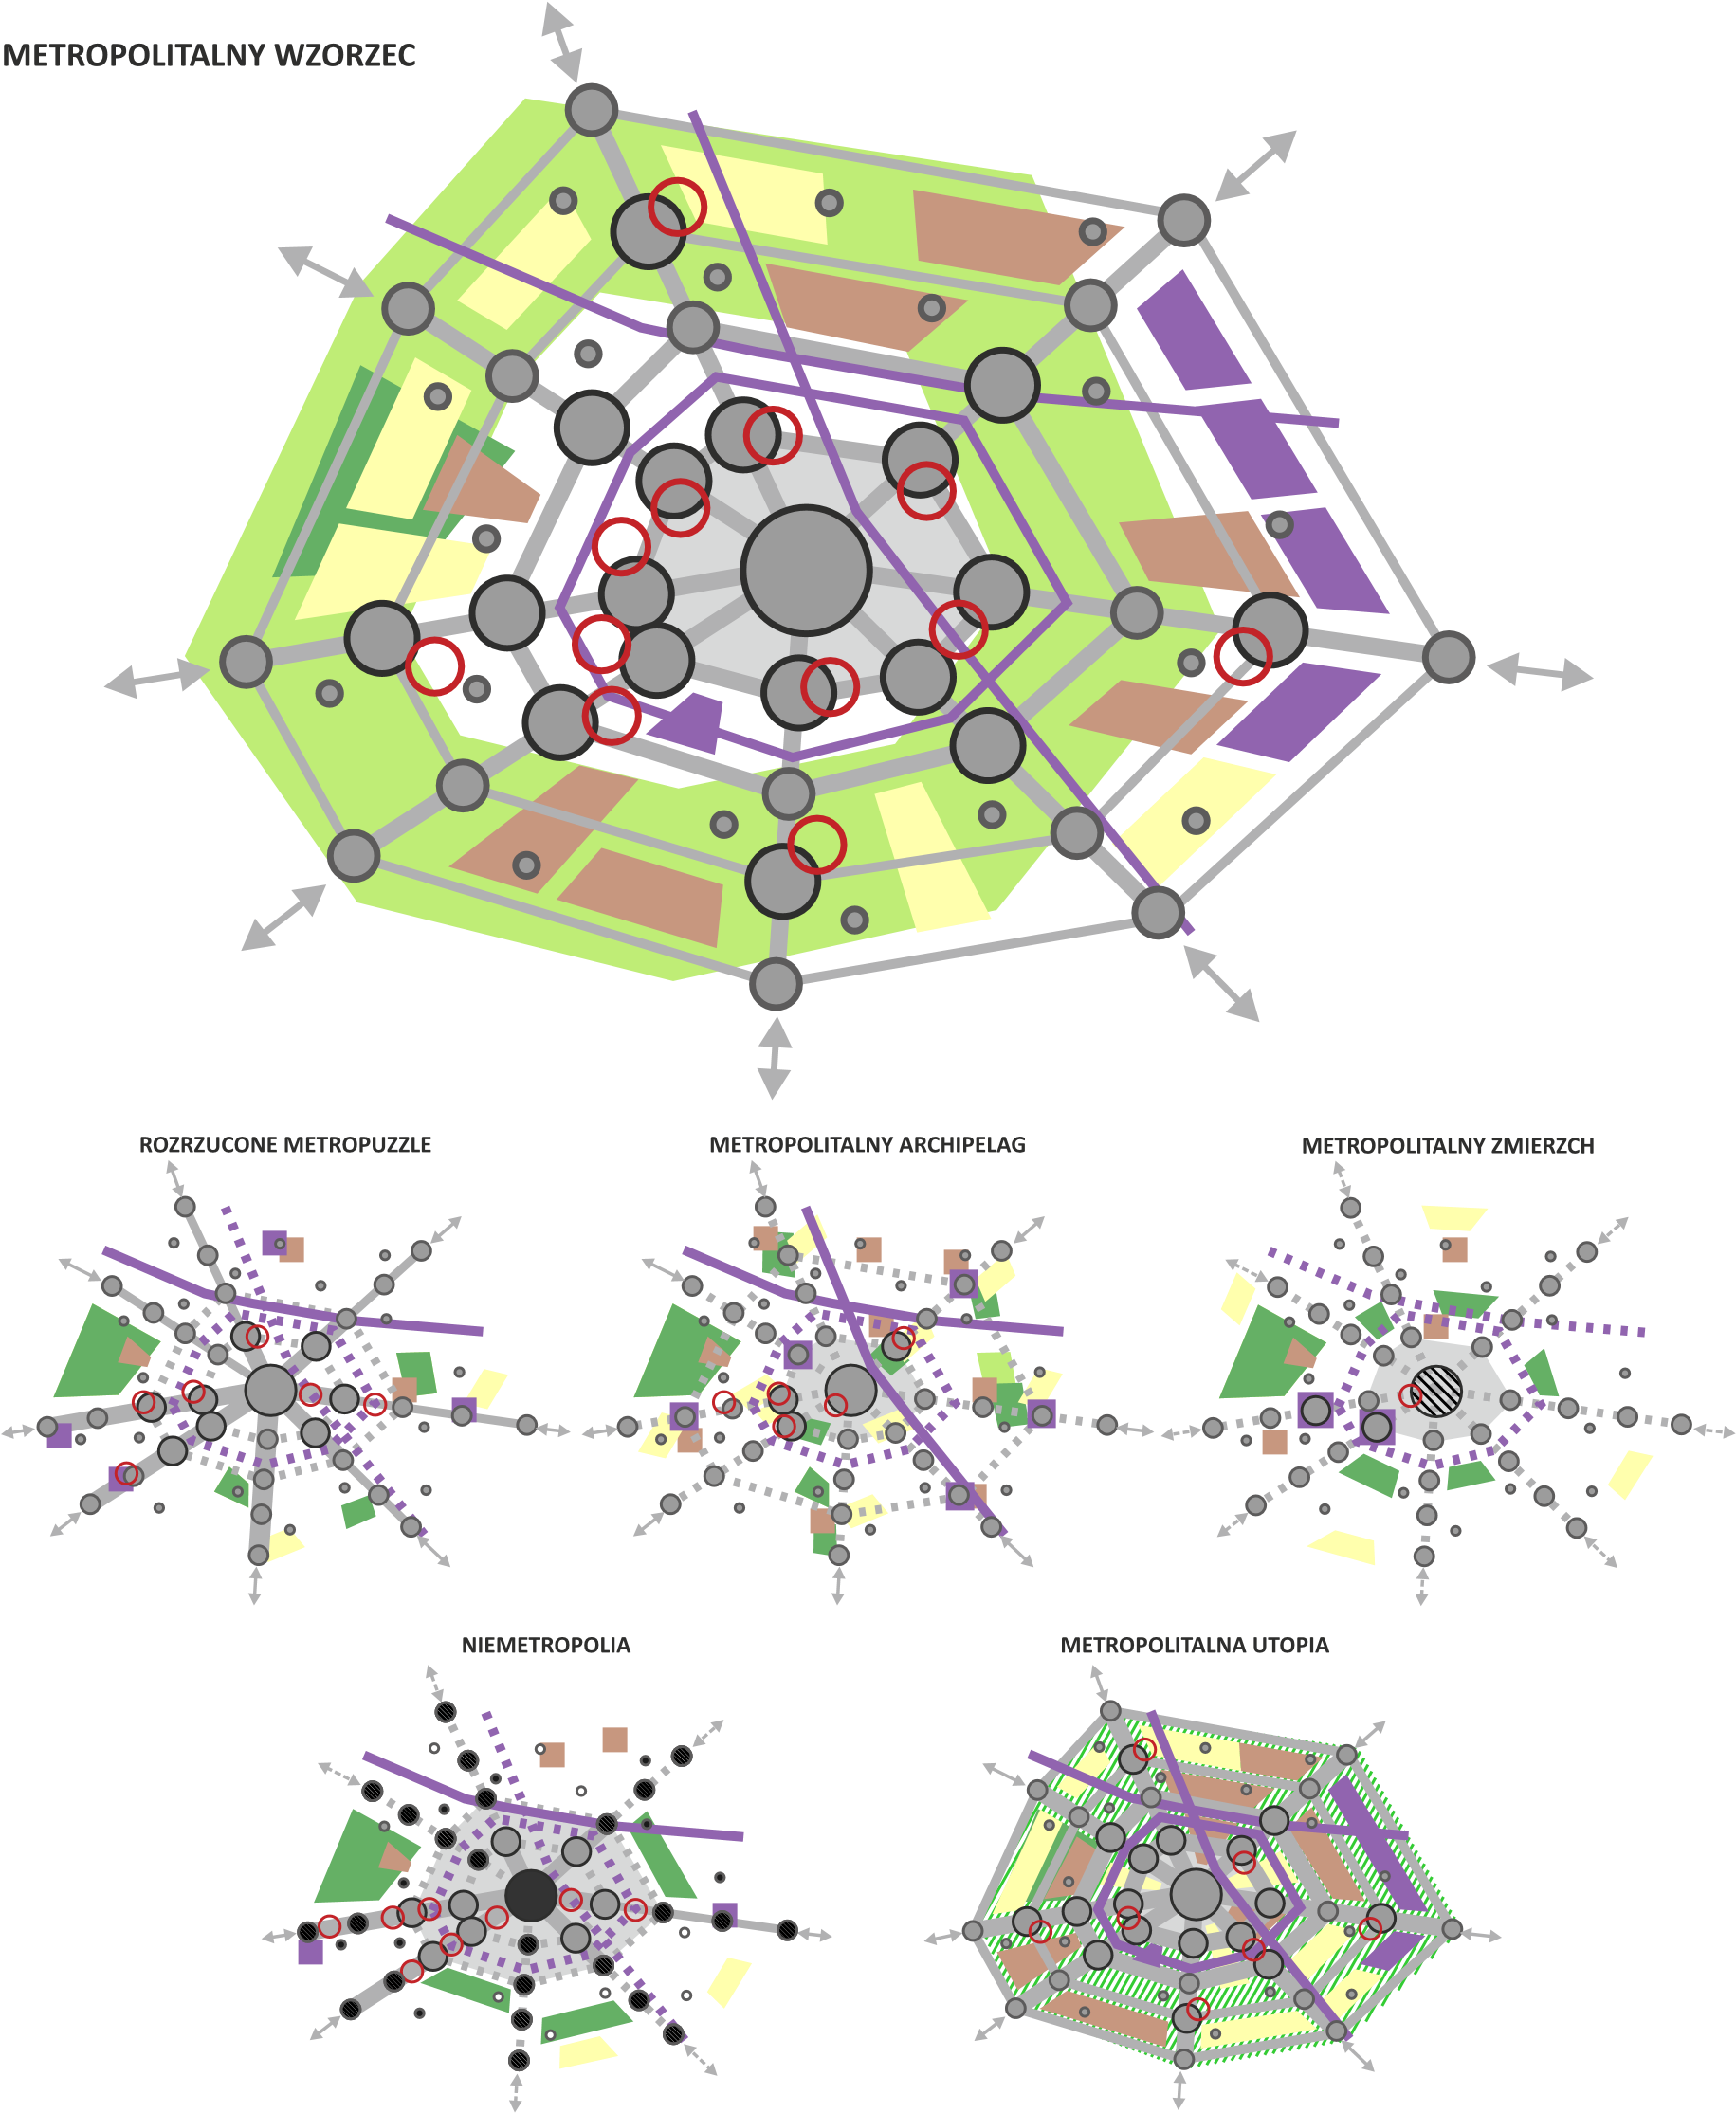 METROPOLITALNY WZORZEC
ROZRZUCONE METROPUZZLE
METROPOLITALNY ARCHIPELAG
METROPOLITALNY ZMIERZCH
NIEMETROPOLIA
METROPOLITALNA UTOPIA